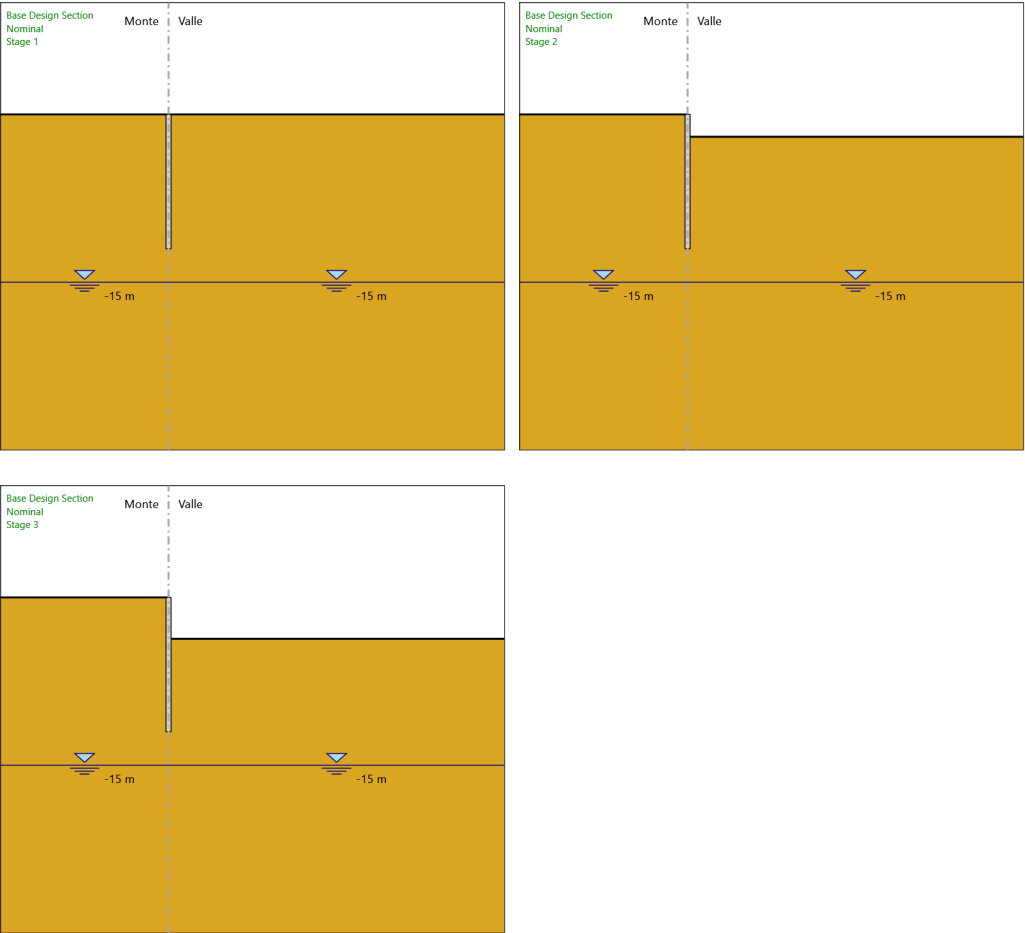 Base Design Section
Nominal
Stage 1
Monte Valle
-15 m -15 m
Base Design Section
Nominal
Stage 2
Monte Valle
-15 m -15 m
Base Design Section
Nominal
Stage 3
Monte Valle
-15 m -15 m